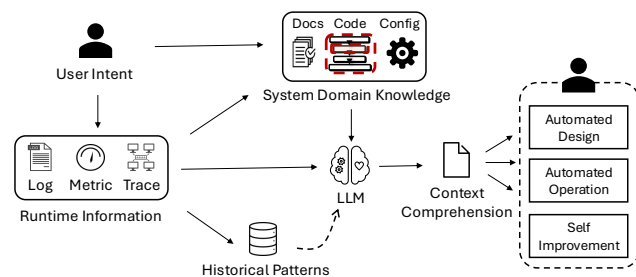 Docs Code Config
User Intent
System Domain Knowledge
Log Metric Trace
Runtime Information
LLM
Historical Patterns
Context
Comprehension
Automated
Design
Automated
Operation
Self
Improvement